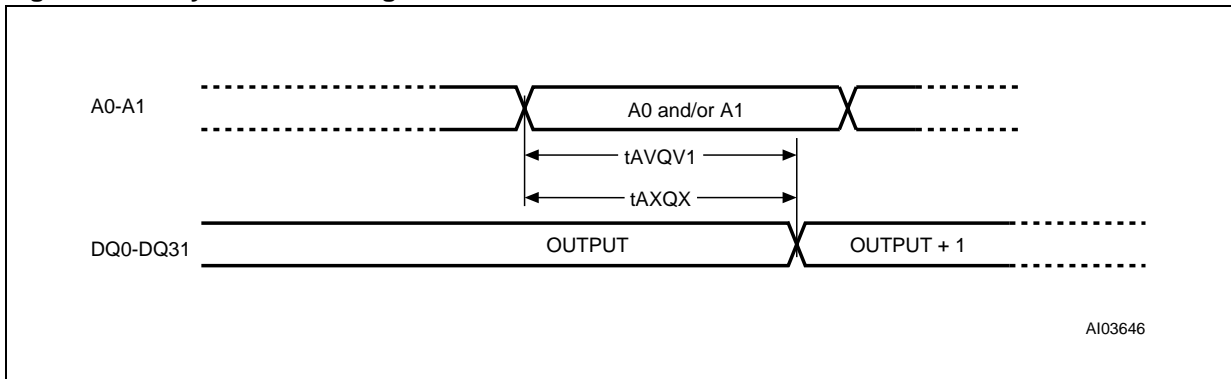 A0-A1
A0 and/or A1
tAVQV1
tAXQX
DQ0-DQ31
OUTPUT
OUTPUT + 1
AI03646